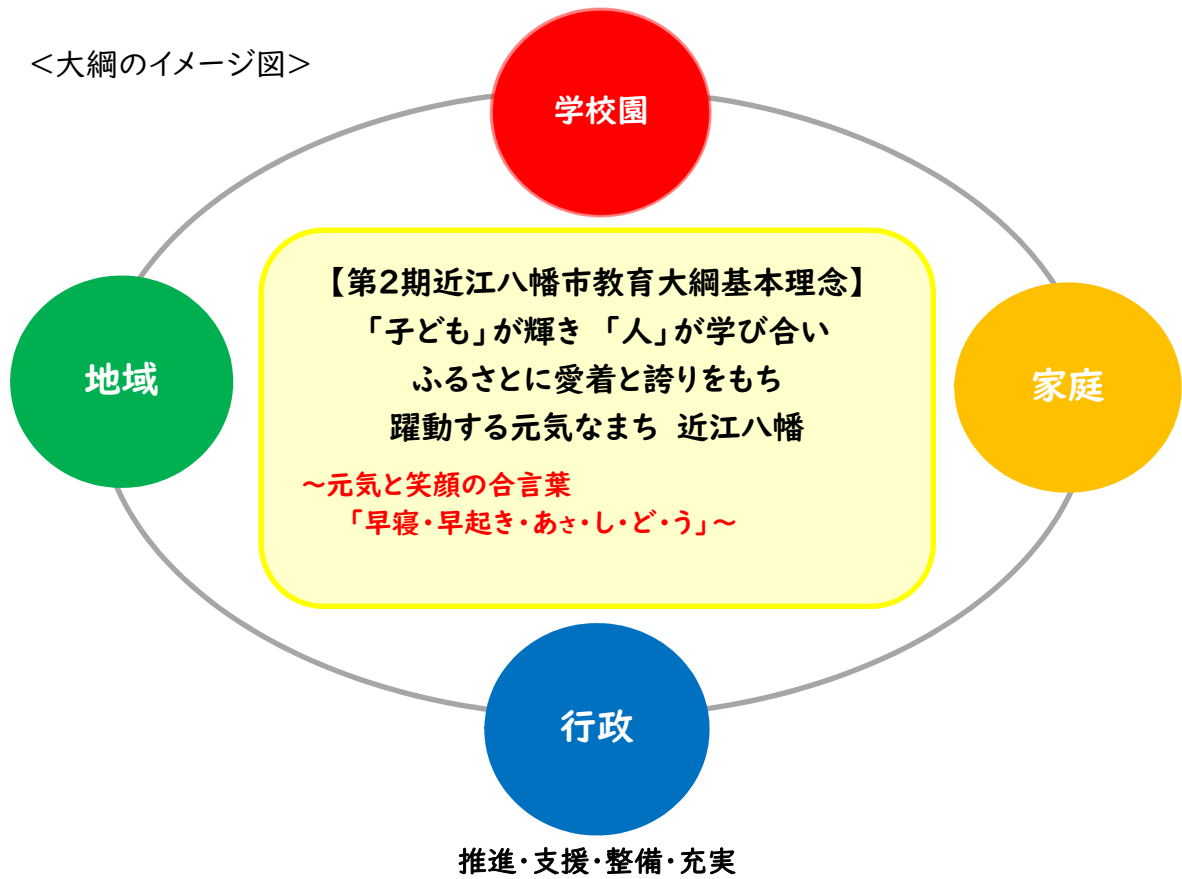 ＜大綱のイメージ図＞
学校園
【第2期近江八幡市教育大綱基本理念】
「子ども」が輝き 「人」が学び合い
ふるさとに愛着と誇りをもち
躍動する元気なまち 近江八幡
～元気と笑顔の合言葉
「早寝・早起き・あさ・し・ど・う」～
地域
家庭
行政
推進・支援・整備・充実